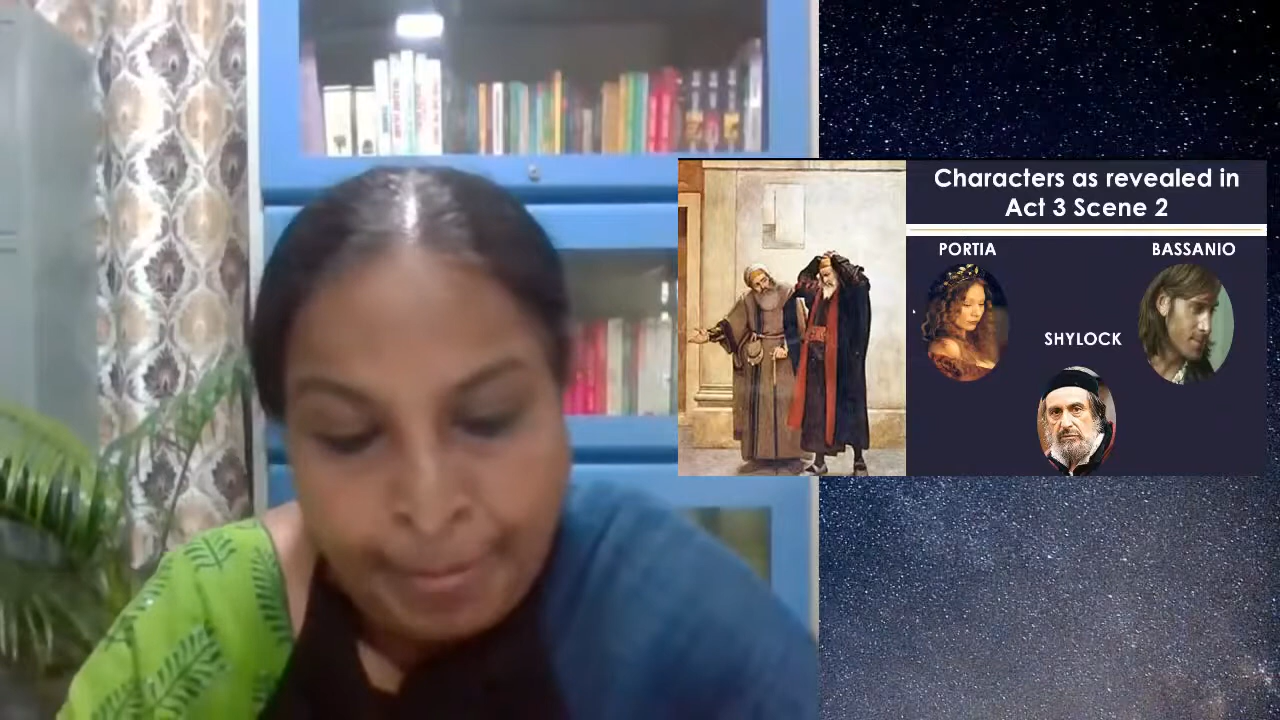 Characters as revealed in
Act 3 Scene 2
PORTIA
BASSANIO
SHYLOCK